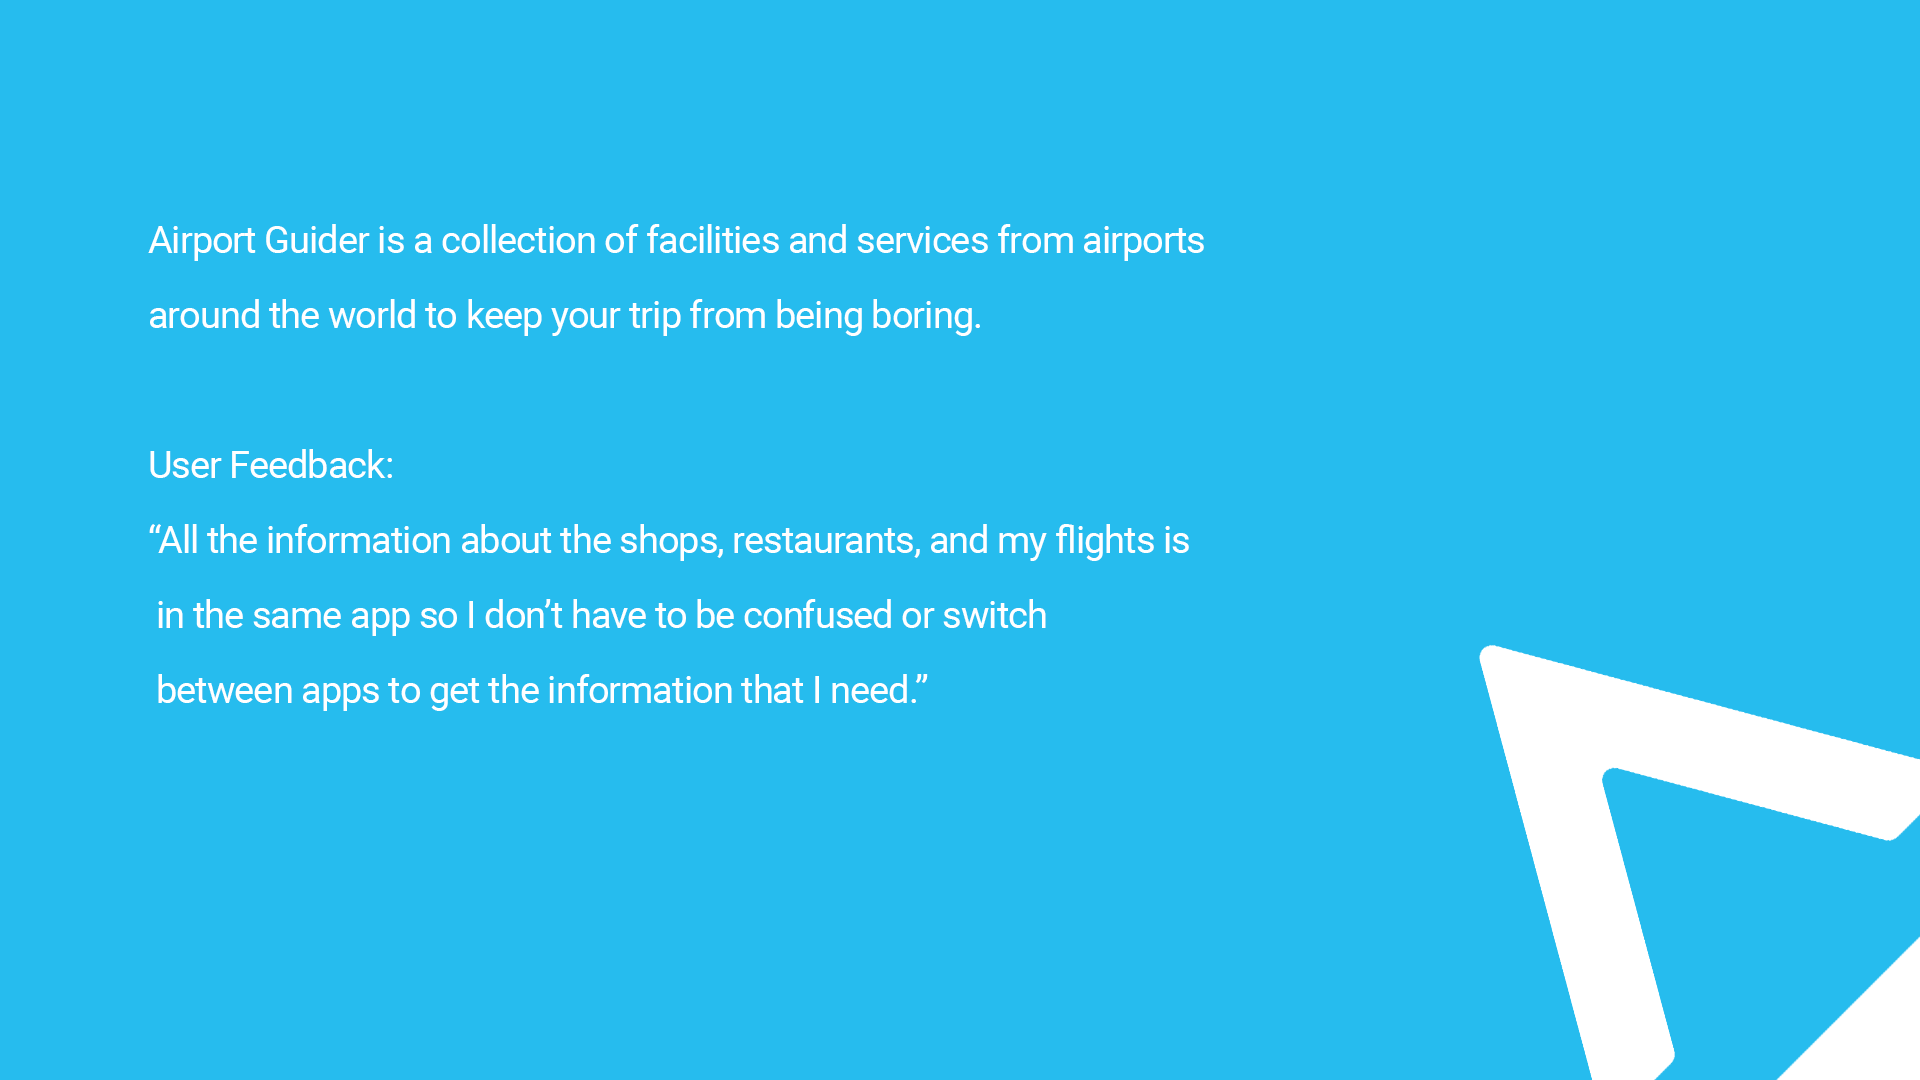 Airport Guider is a collection of facilities and services from airports
around the world to keep your trip from being boring.
User Feedback:
“All the information about the shops, restaurants, and my flights is
in the same app so I don’t have to be confused or switch
between apps to get the information that I need.”